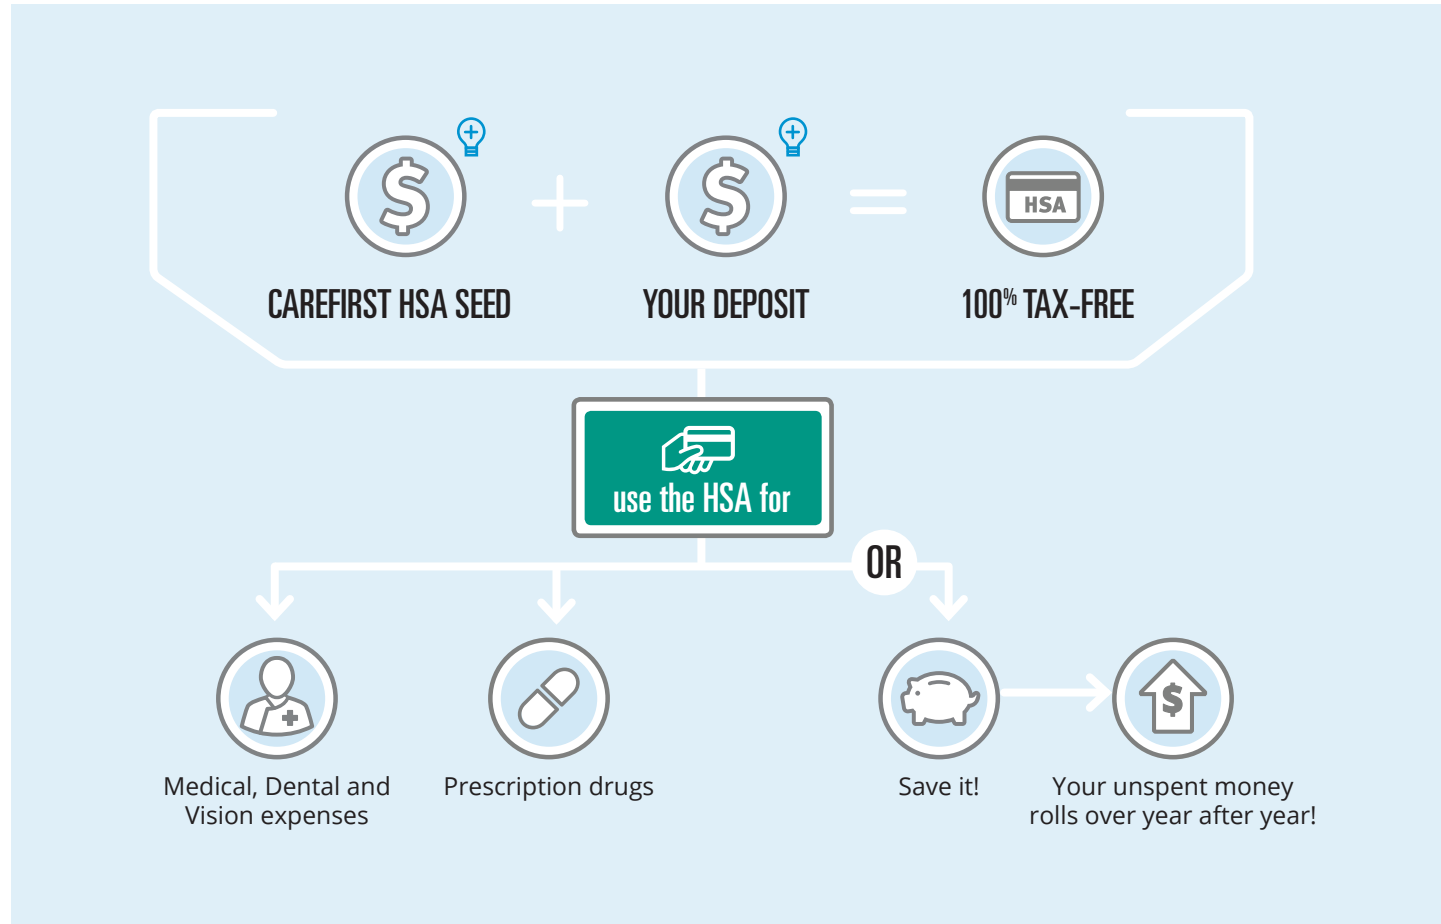 $
$
HSA
CAREFIRST HSA SEED
YOUR DEPOSIT
100% TAX-FREE
use the HSA for
OR
$
Medical, Dental and
Vision expenses
Prescription drugs
Save it!
Your unspent money
rolls over year after year!